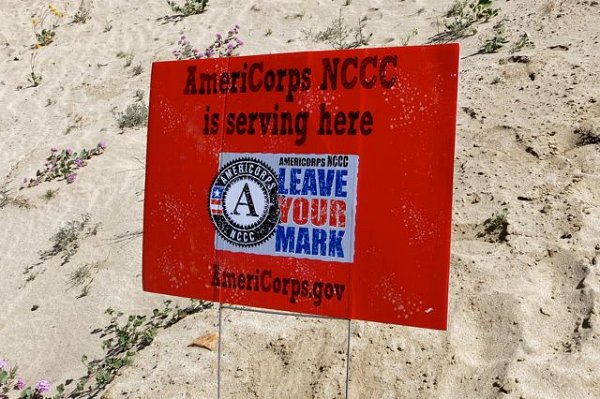 AmeriCorps NCCC
is serving here
AMERICORPS
A
NCCC
AMERICORPS NCCC
LEAVE
YOUR
MARK
AmeriCorps.gov